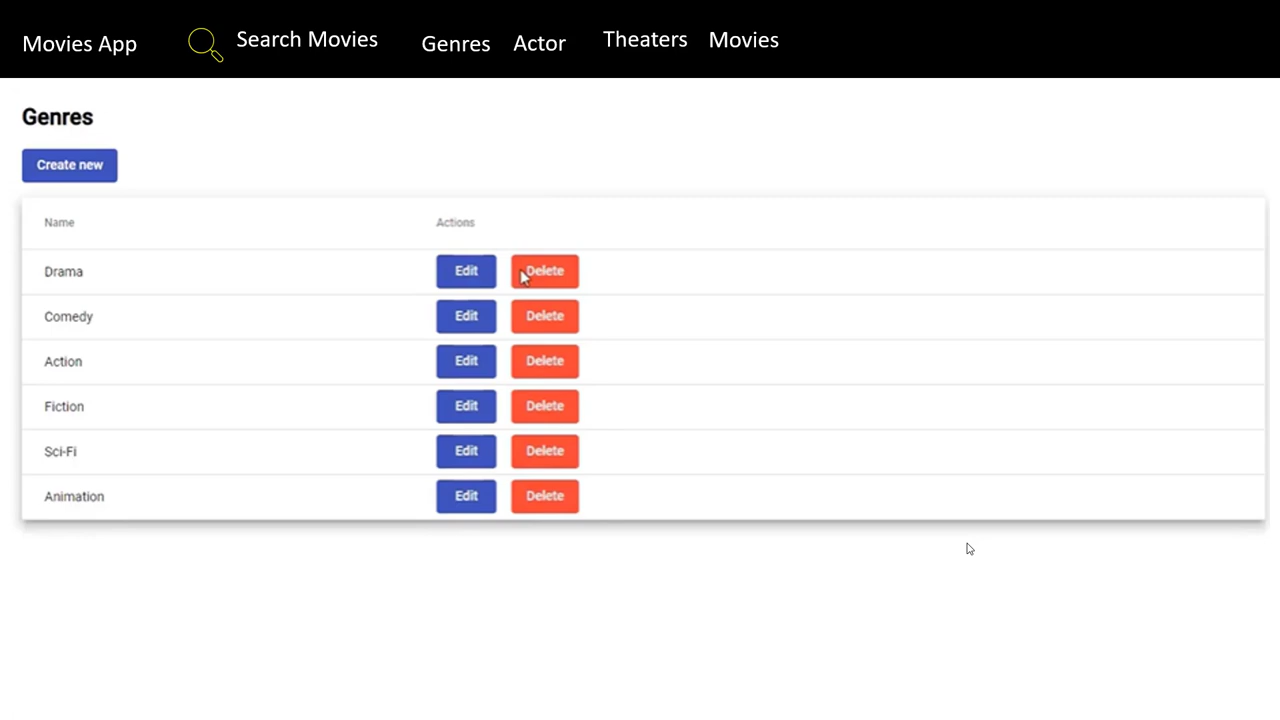 Movies App Search Movies Genres Actor Theaters Movies
Genres
Create new
Name Actions
Drama Edit Delete
Comedy Edit Delete
Action Edit Delete
Fiction Edit Delete
Sci-Fi Edit Delete
Animation Edit Delete